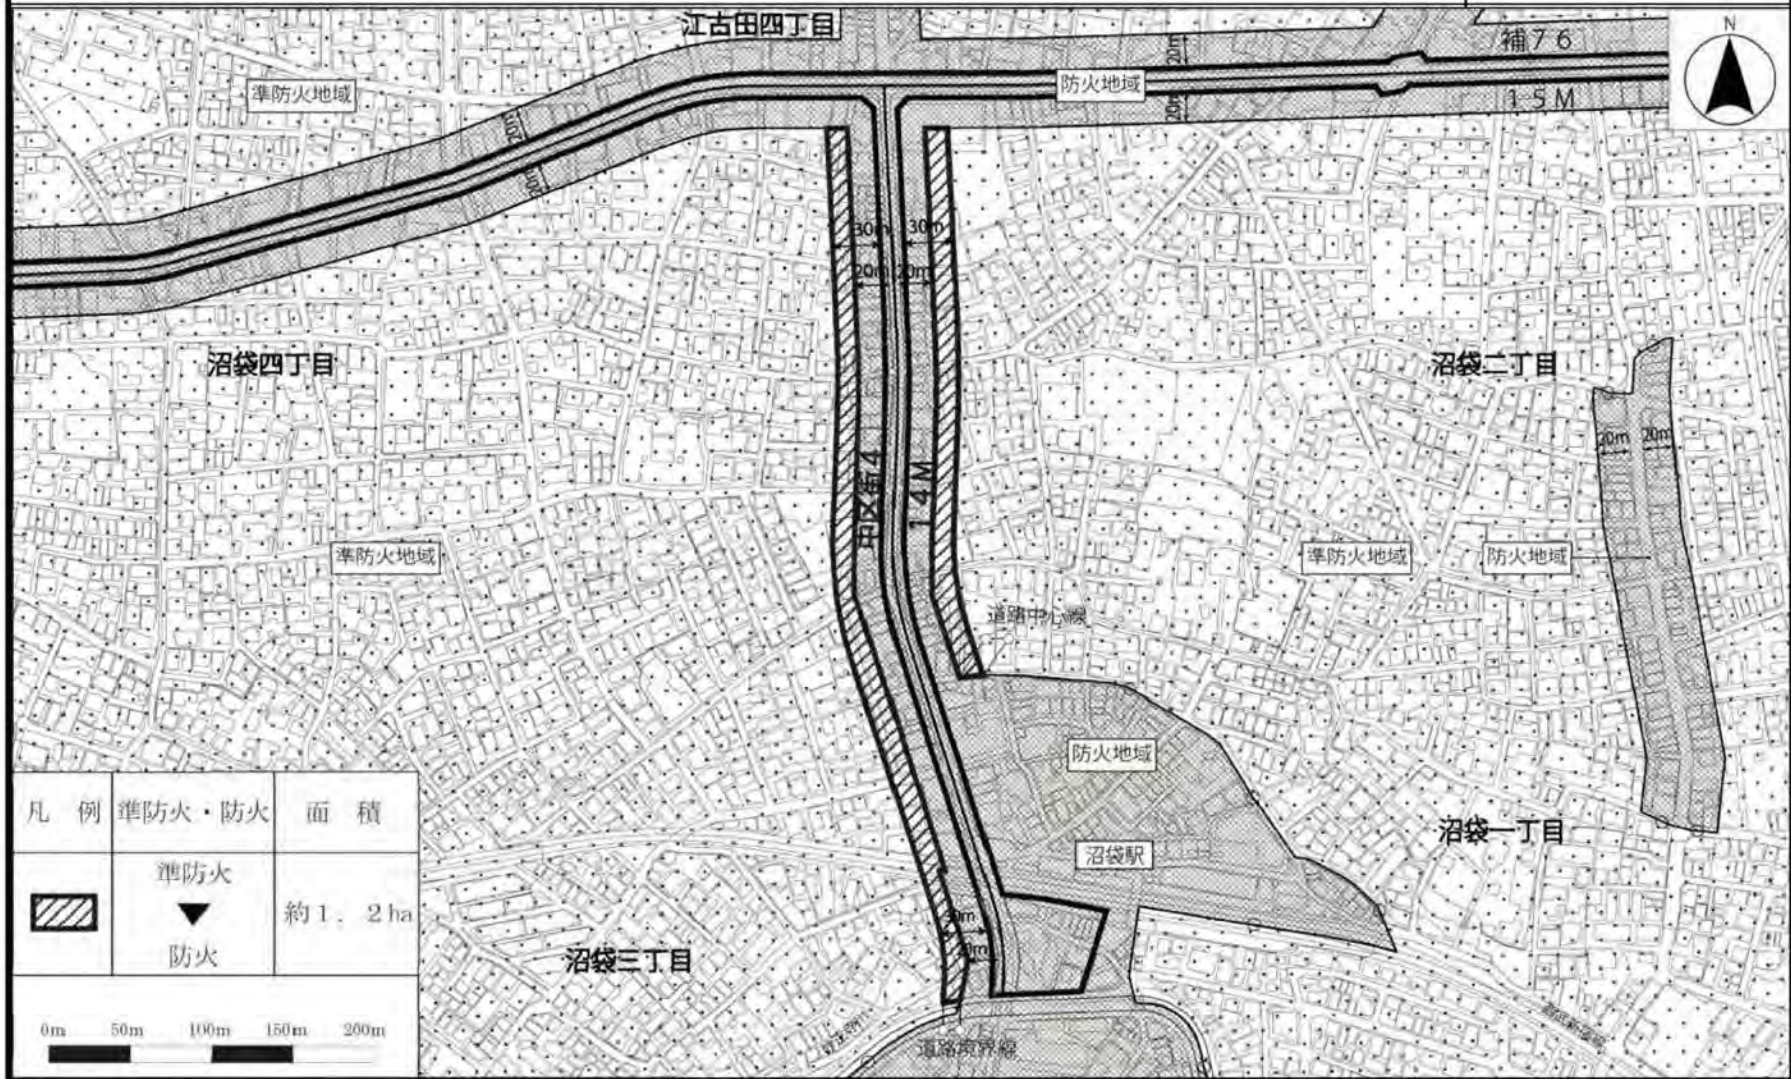 江古田四丁目
N
補76
20m
準防火地域
防火地域
20m
15M
20m
20m
30m
30m
20m
20m
沼袋四丁目
沼袋二丁目
20m
20m
中区街4
14M
準防火地域
準防火地域
防火地域
道路中心線
防火地域
沼袋駅
沼袋一丁目
凡 例
準防火・防火
面 積
準防火
▼
防火
約1．2ha
30m
20m
沼袋三丁目
0m
50m
100m
150m
200m
道路境界線